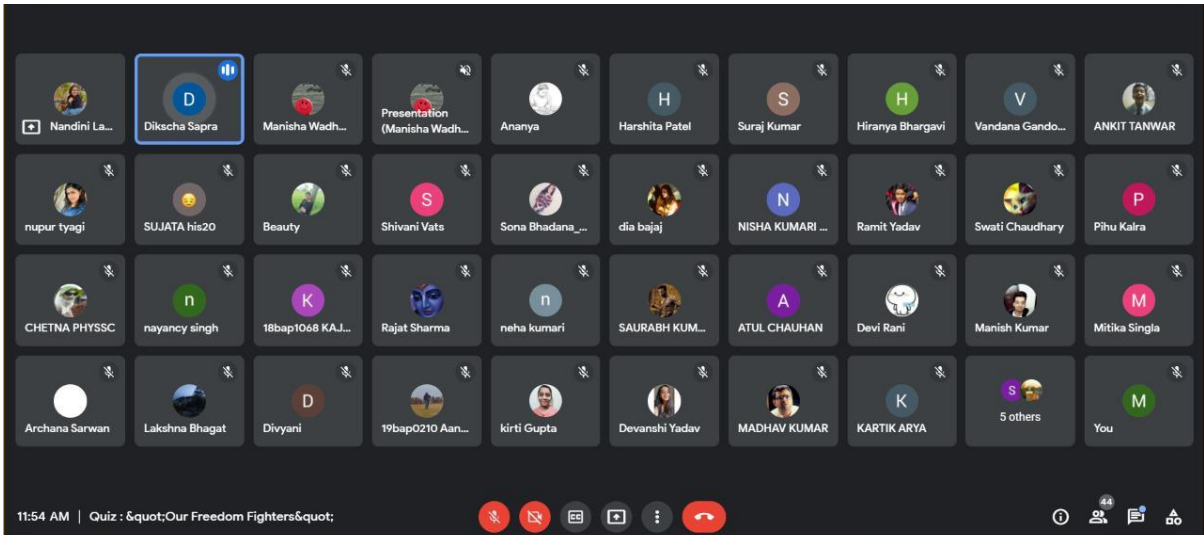 Nandini La...
D
Dikscha Sapra
Manisha Wadh...
Presentation
(Manisha Wadh...
Ananya
H
Harshita Patel
S
Suraj Kumar
H
Hiranya Bhargavi
V
Vandana Gando...
ANKIT TANWAR
nupur tyagi
SUJATA his20
Beauty
S
Shivani Vats
Sona Bhadana_...
dia bajaj
N
NISHA KUMARI ...
Ramit Yadav
Swati Chaudhary
P
Pihu Kalra
CHETNA PHYSSC
n
nayancy singh
K
18bap1068 KAJ...
Rajat Sharma
n
neha kumari
SAURABH KUM...
A
ATUL CHAUHAN
Devi Rani
Manish Kumar
M
Mitika Singla
Archana Sarwan
Lakshna Bhagat
D
Divyani
19bap0210 Aan...
kirti Gupta
Devanshi Yadav
MADHAV KUMAR
K
KARTIK ARYA
S
5 others
M
You
11:54 AM | Quiz : &quot;Our Freedom Fighters&quot;
CC
44